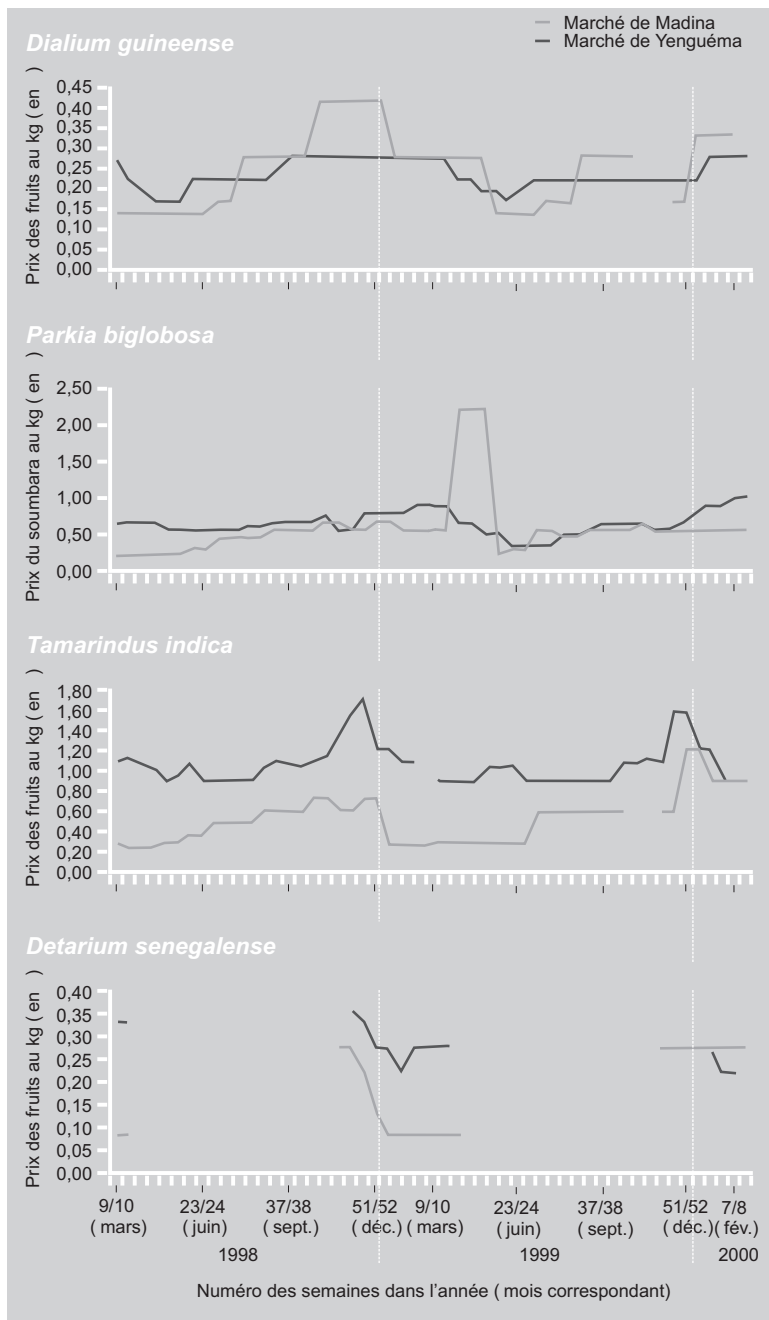 Marché de Madina
Marché de Yenguéma
Dialium guineense
Prix des fruits au kg ( en )
0,45
0,40
0,35
0,30
0,25
0,20
0,15
0,10
0,05
0,00
Parkia biglobosa
Prix du soumbara au kg ( en )
2,50
2,00
1,50
1,00
0,50
0,00
Tamarindus indica
Prix des fruits au kg ( en )
1,80
1,60
1,40
1,20
1,00
0,80
0,60
0,40
0,20
0,00
Detarium senegalense
Prix des fruits au kg ( en )
0,40
0,35
0,30
0,25
0,20
0,15
0,10
0,05
0,00
9/10 23/24 37/38 51/52 9/10 23/24 37/38 51/52 7/8
( mars) (juin) (sept.) ( déc.) ( mars) (juin) (sept.) ( déc.) ( fév.)
1998 1999 2000
Numéro des semaines dans l'année ( mois correspondant)